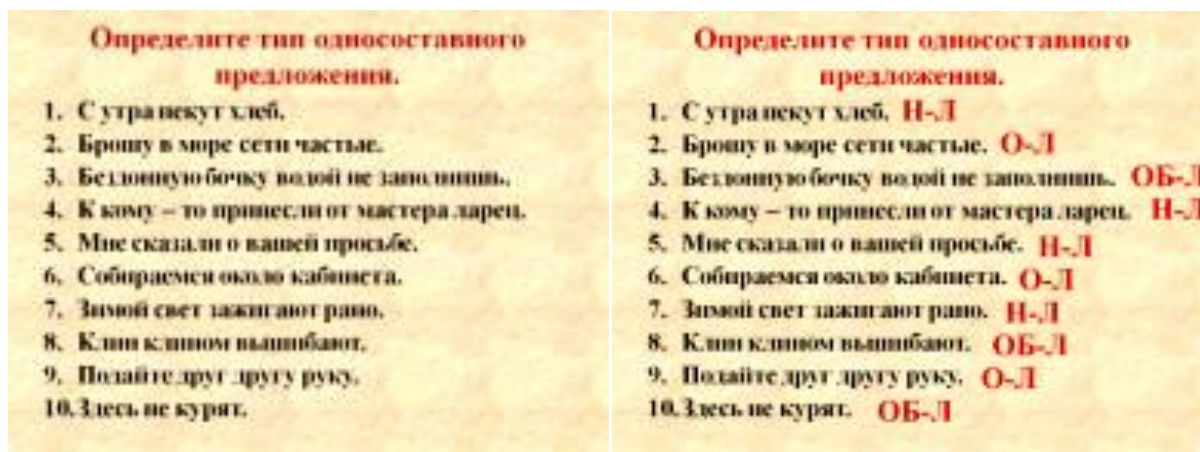 Определите тип односоставного
предложения.
1. С утра пекут хлеб.
2. Брошу в море сети частые.
3. Бездонную бочку водой не заполнишь.
4. К кому – то принесли от мастера ларец.
5. Мне сказали о вашей просьбе.
6. Собираемся около кабинета.
7. Зимой свет зажигают рано.
8. Клин клином вышибают.
9. Подайте друг другу руку.
10. Здесь не курят.
Определите тип односоставного
предложения.
1. С утра пекут хлеб. Н-Л
2. Брошу в море сети частые. О-Л
3. Бездонную бочку водой не заполнишь. ОБ-Л
4. К кому – то принесли от мастера ларец. Н-Л
5. Мне сказали о вашей просьбе. Н-Л
6. Собираемся около кабинета. О-Л
7. Зимой свет зажигают рано. Н-Л
8. Клин клином вышибают. ОБ-Л
9. Подайте друг другу руку. О-Л
10. Здесь не курят. ОБ-Л